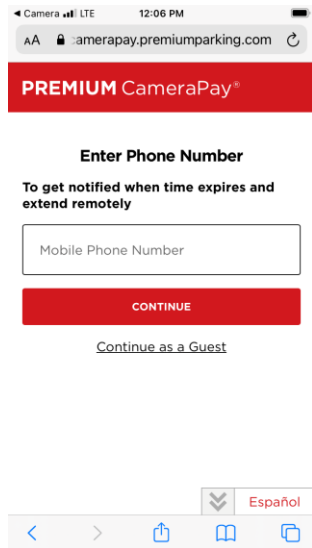 Camera LTE 12:06 PM
AA amerapay.premiumparking.com
PREMIUM CameraPay®
Enter Phone Number
To get notified when time expires and
extend remotely
Mobile Phone Number
CONTINUE
Continue as a Guest
Español